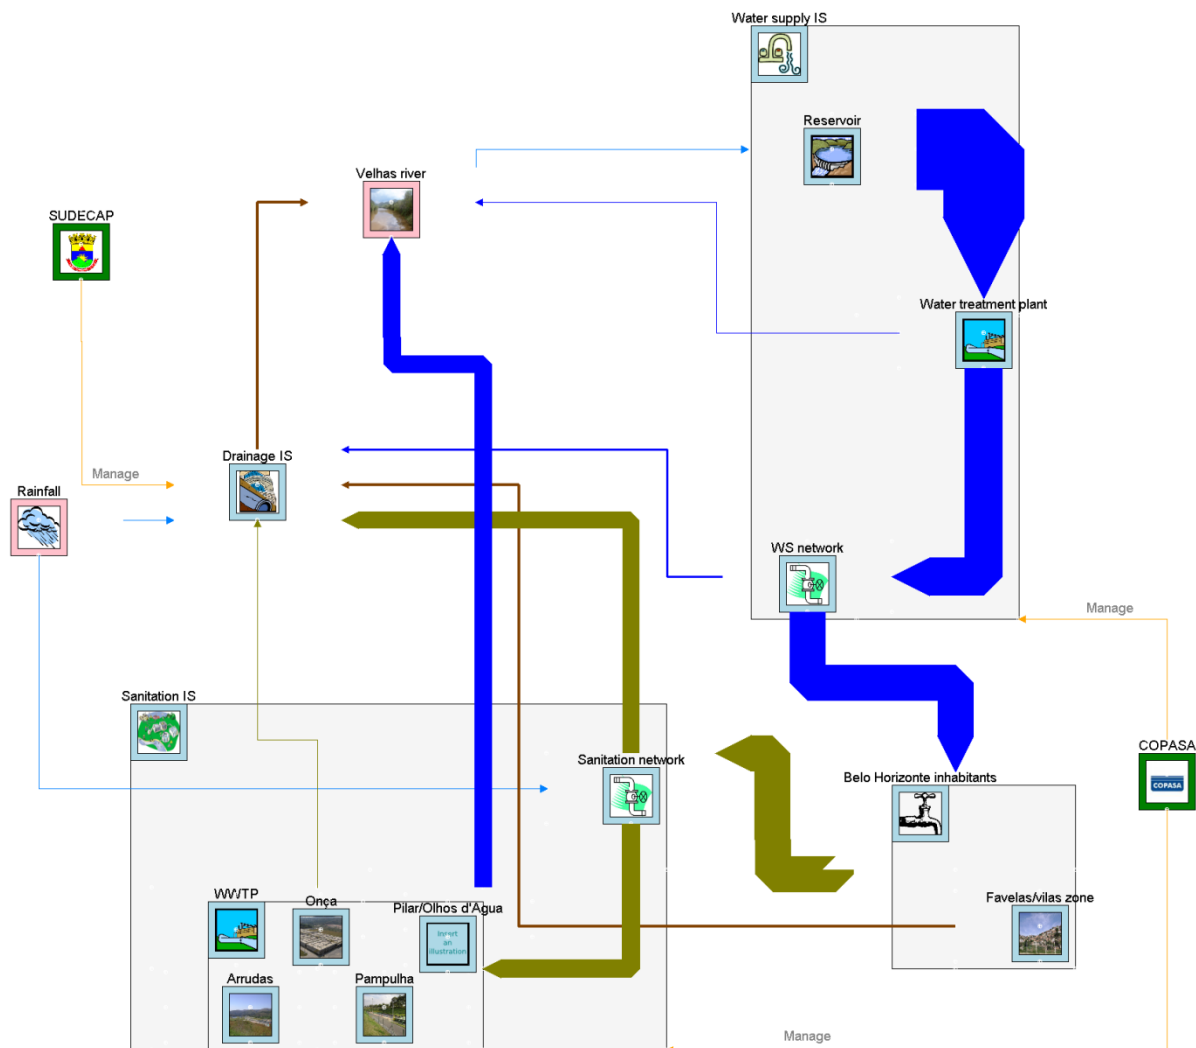 Water supply IS
Reservoir
Velhas river
SUDECAP
Water treatment plant
Drainage IS
Manage
Rainfall
WS network
Manage
Sanitation IS
COPASA
COPASA
Sanitation network
Belo Horizonte inhabitants
WWTP
Onça
Pilar/Olhos d'Agua
Insert
an
illustration
Favelas/vilas zone
Arrudas
Pampulha
Manage